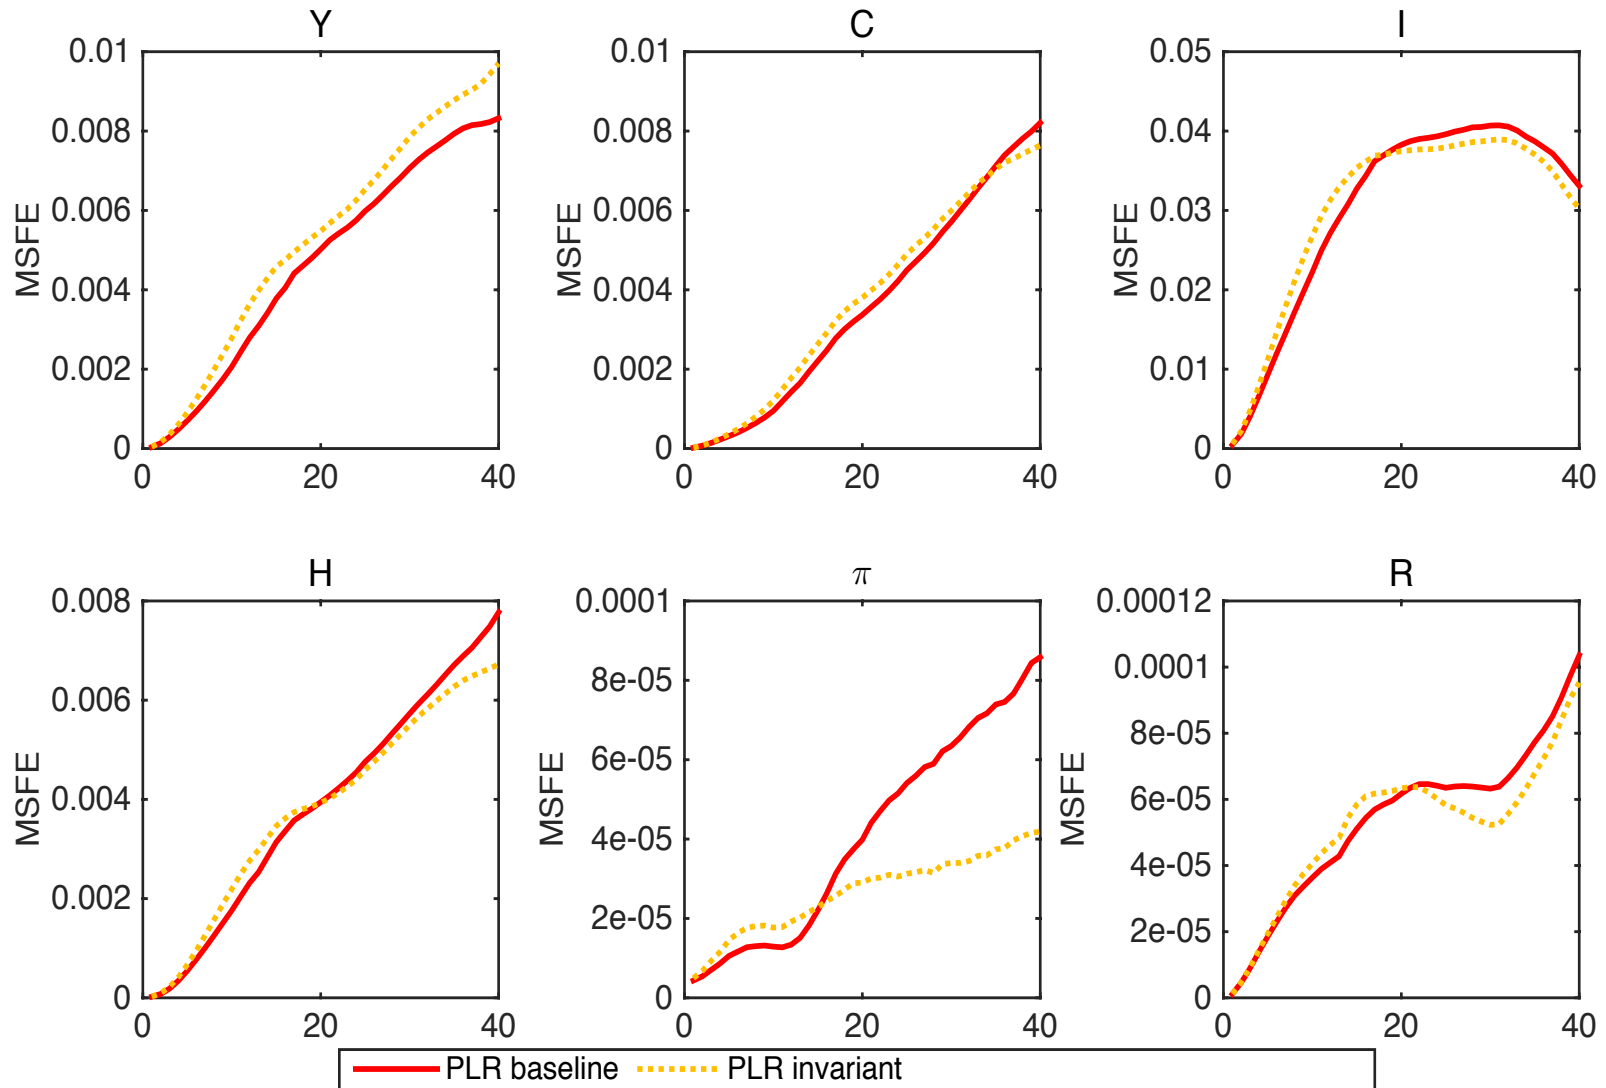 Y
C
I
0.01
0.008
0.006
0.004
0.002
0
MSFE
0 20 40
0.01
0.008
0.006
0.004
0.002
0
MSFE
0 20 40
0.05
0.04
0.03
0.02
0.01
0
MSFE
0 20 40
H
π
R
0.008
0.006
0.004
0.002
0
MSFE
0 20 40
0.0001
8e-05
6e-05
4e-05
2e-05
0
MSFE
0 20 40
0.00012
0.0001
8e-05
6e-05
4e-05
2e-05
0
MSFE
0 20 40
PLR baseline PLR invariant